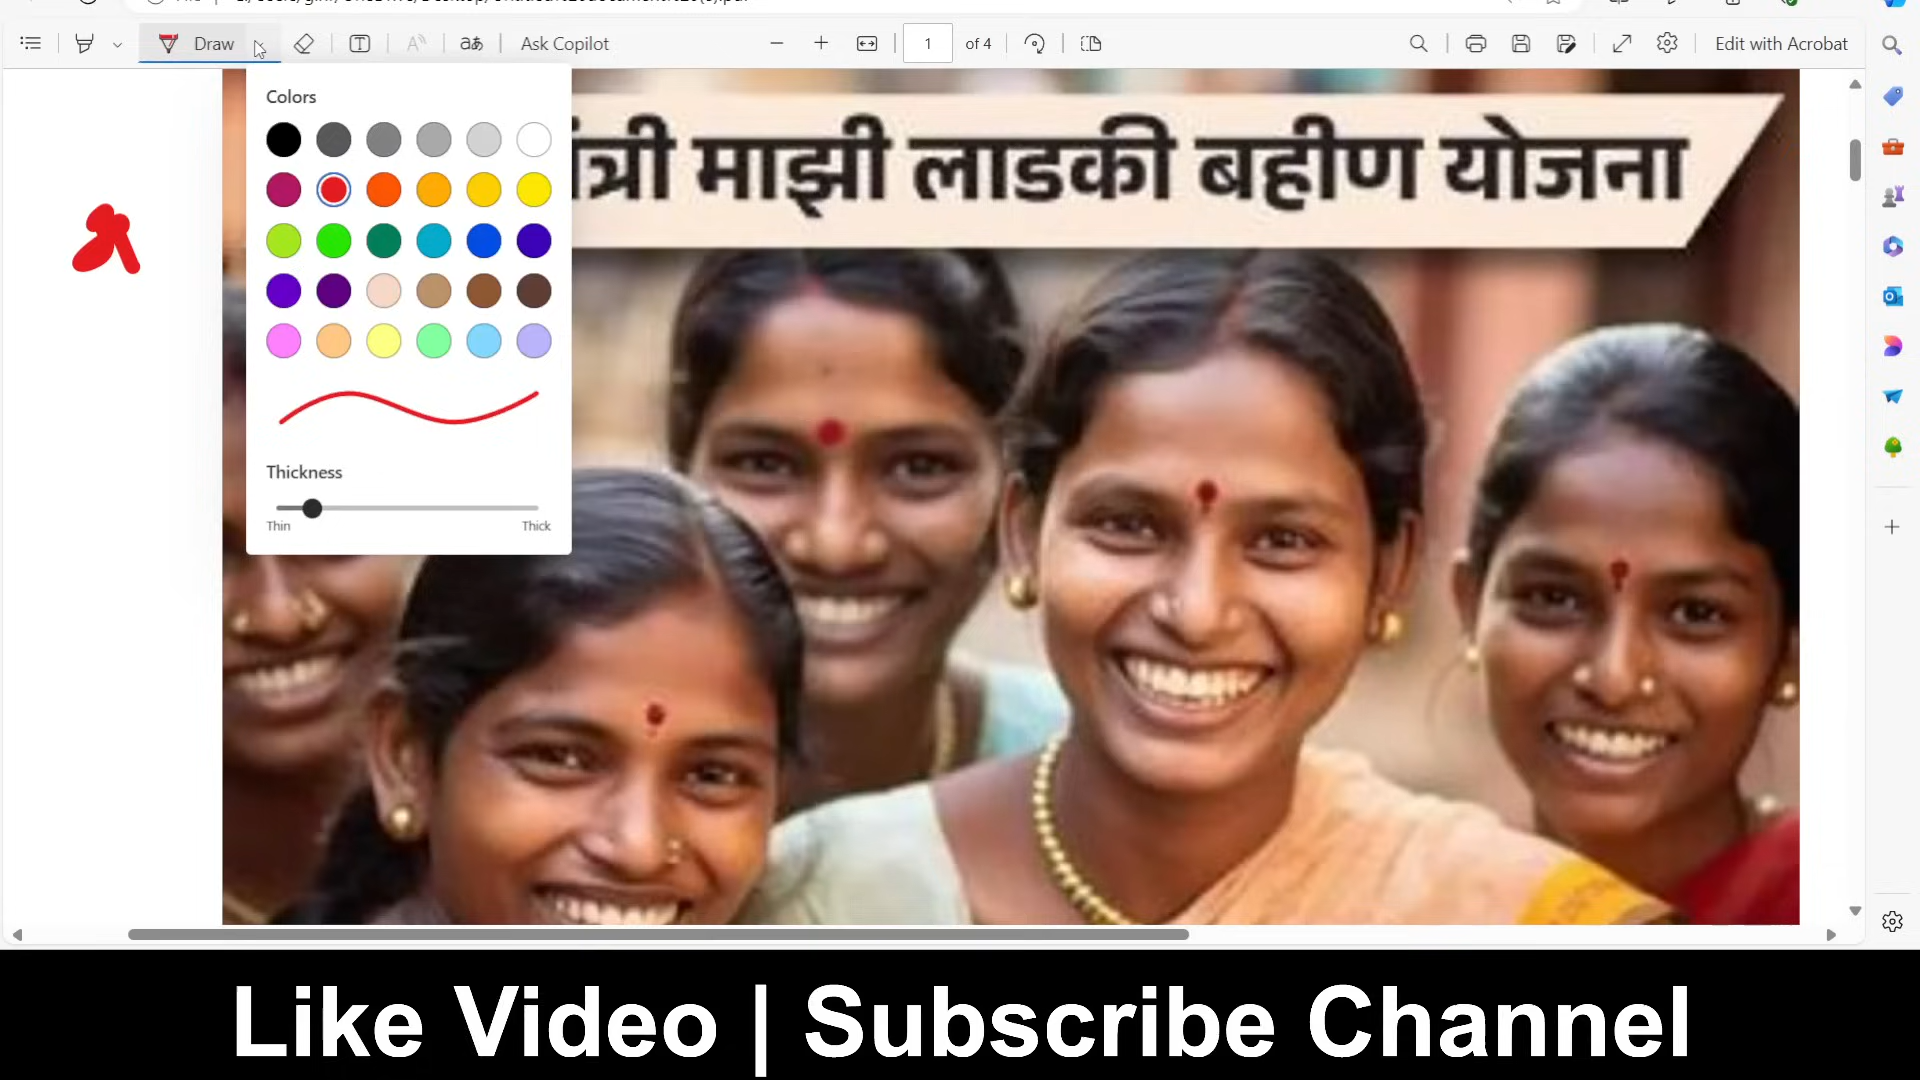 Draw
Ask Copilot
1
of 4
Edit with Acrobat
Colors
Thickness
Thin
Thick
माझी लाडकी बहीण योजना
Like Video | Subscribe Channel